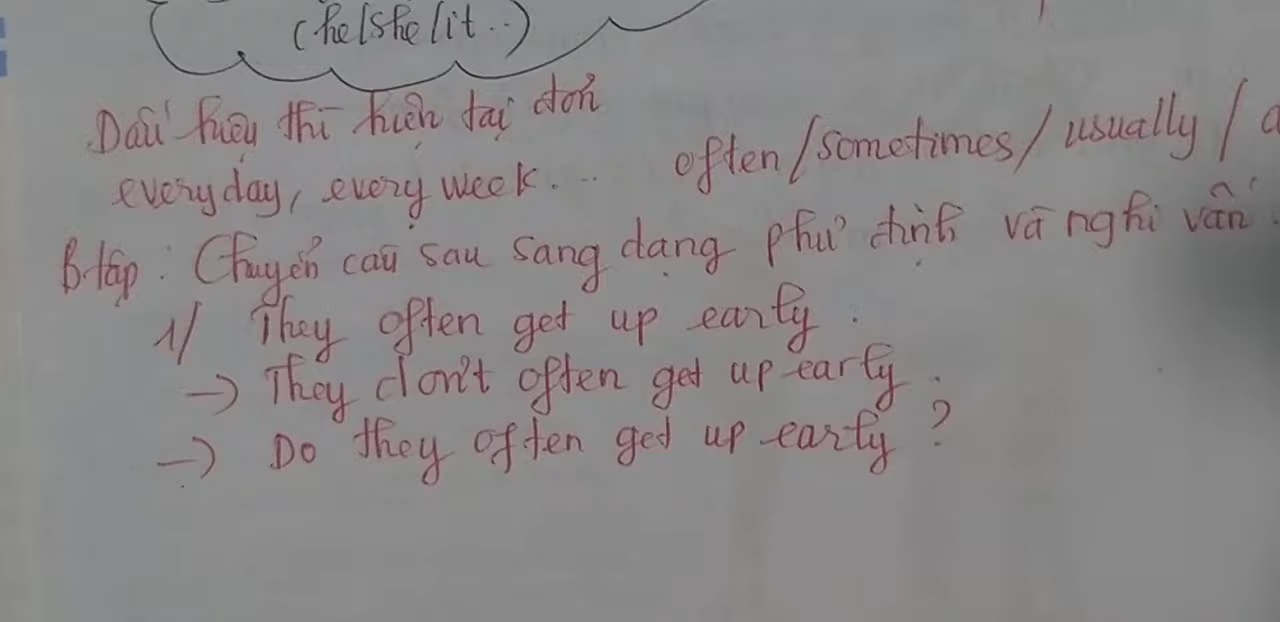 (he/she/it..)
Dấu hiệu thì hiện tại đơn
everyday, every week... often/sometimes/usually/
B tập : Chuyển câu sau sang dạng phủ định và nghi vấn
1/ They often get up early.
→ They don't often get up early.
→ Do they often get up early?